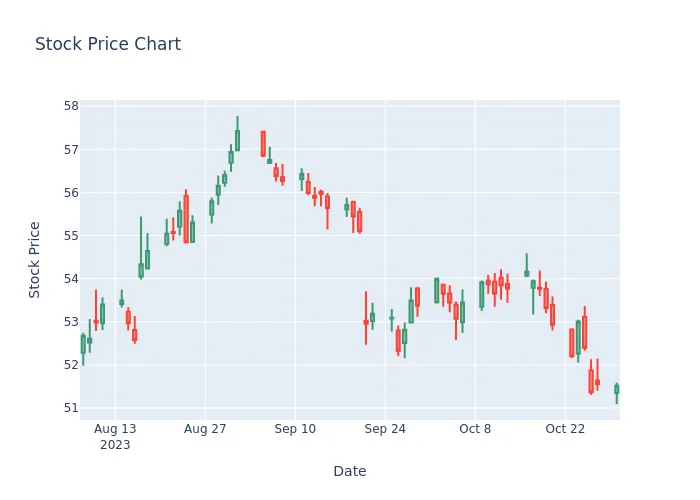 Stock Price Chart
58
57
56
55
54
53
52
51
Stock Price
Aug 13
2023
Aug 27
Sep 10
Sep 24
Oct 8
Oct 22
Date